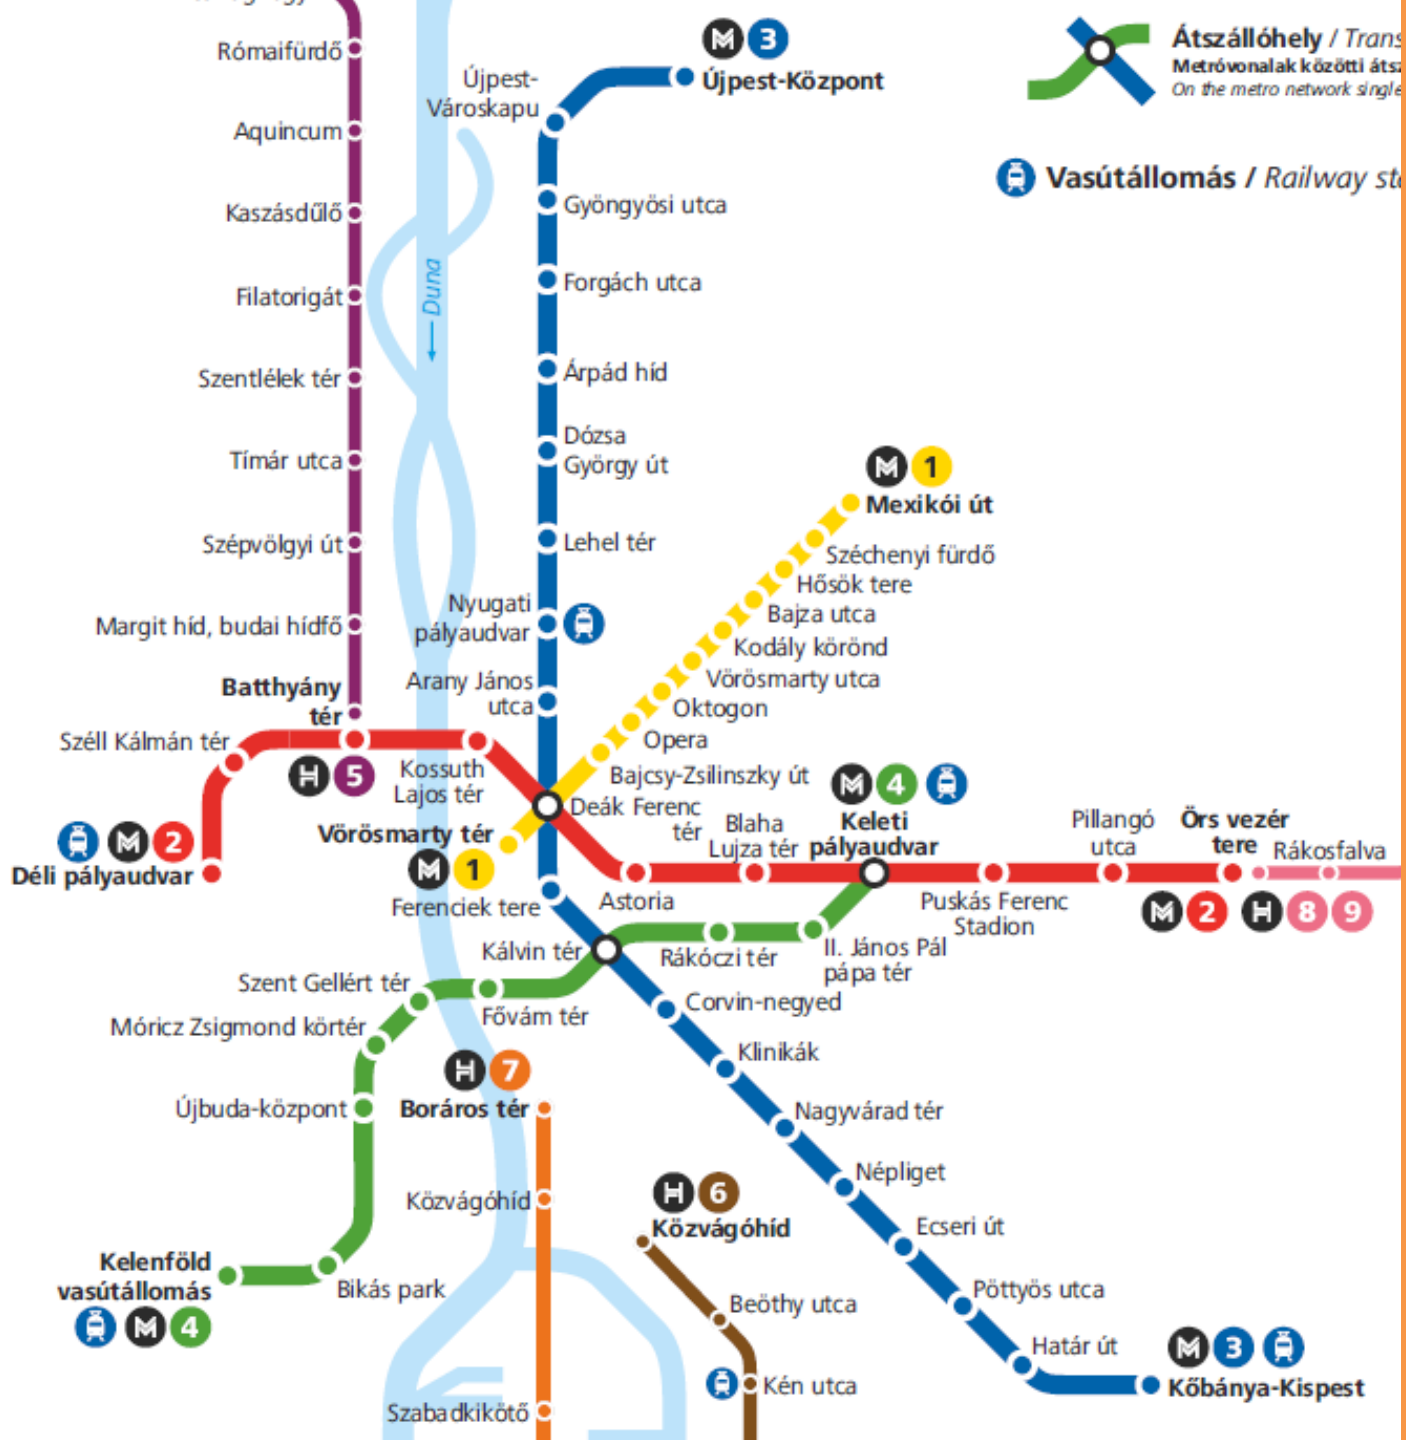 Rómaifürdő
Aquincum
Kaszásdűlő
Filatorigát
Szentlélek tér
Tímár utca
Szépvölgyi út
Margit híd, budai hídfő
Batthyány
tér
H 5
Széll Kálmán tér
M 2
Déli pályaudvar
Duna
M 3
Újpest-Központ
Újpest-
Városkapu
Gyöngyösi utca
Forgách utca
Árpád híd
Dózsa
György út
Lehel tér
Nyugati
pályaudvar
Arany János
utca
Átszállóhely / Trans
Metróvonalak közötti átsz
On the metro network single
Vasútállomás / Railway sta
M 1
Mexikói út
Széchenyi fürdő
Hősök tere
Bajza utca
Kodály körönd
Vörösmarty utca
Oktogon
Opera
Bajcsy-Zsilinszky út
Kossuth
Lajos tér
Deák Ferenc
tér
Vörösmarty tér
M 1
Ferenciek tere
Astoria
Blaha
Lujza tér
M 4
Keleti
pályaudvar
Puskás Ferenc
Stadion
Pillangó
utca
Örs vezér
tere
M 2 H 8 9
Rákosfalva
Kálvin tér
Rákóczi tér
II. János Pál
pápa tér
Szent Gellért tér
Fővám tér
Móricz Zsigmond körtér
Újbuda-központ
Bikás park
Kelenföld
vasútállomás
M 4
H 7
Boráros tér
Közvágóhíd
Szabadkikötő
H 6
Közvágóhíd
Beöthy utca
Kén utca
Corvin-negyed
Klinikák
Nagyvárad tér
Népliget
Ecseri út
Pöttyös utca
Határ út
M 3
Kőbánya-Kispest